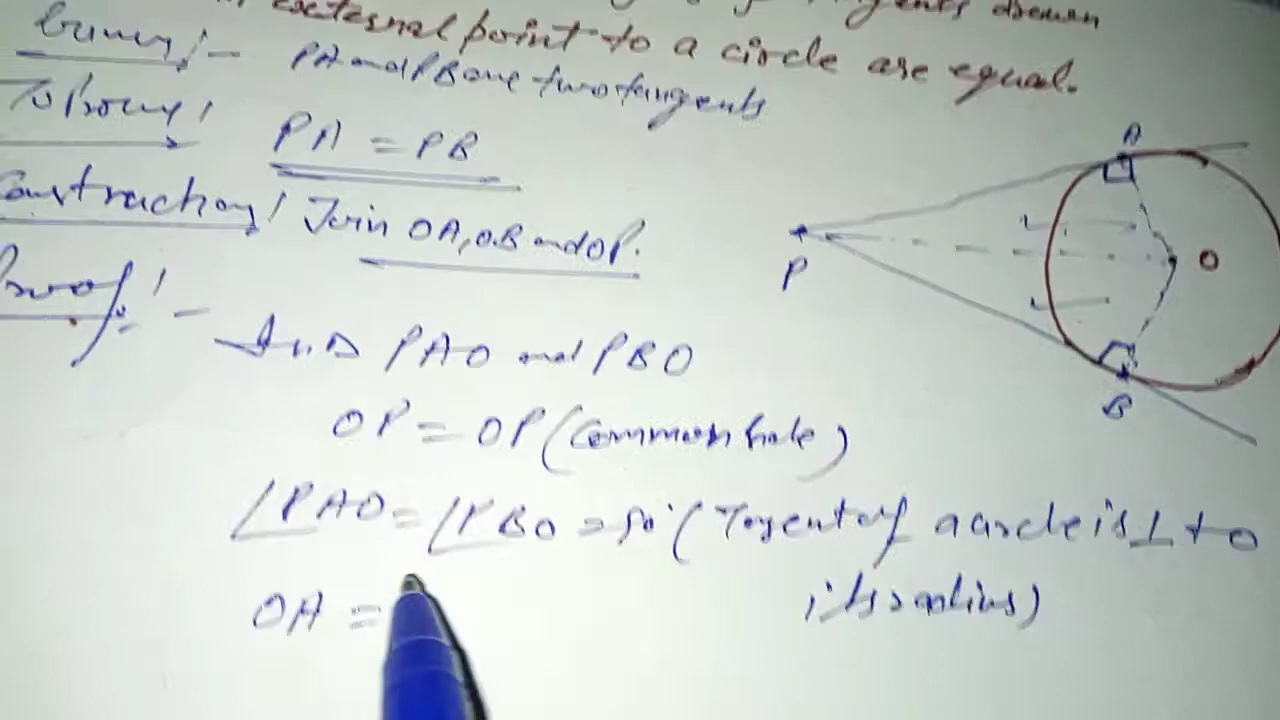 tangents drawn
external point to a circle are equal.
Given:- PA and PB are two tangents
To Prove! PA = PB
Construction! Join OA, OB and OP.
Proof! - In Δ PAO and PBO
OP = OP (Common side)
∠PAO = ∠PBO = 90° (Tangent of a circle is ⊥ to
its radius)
OA =
A
P
O
B